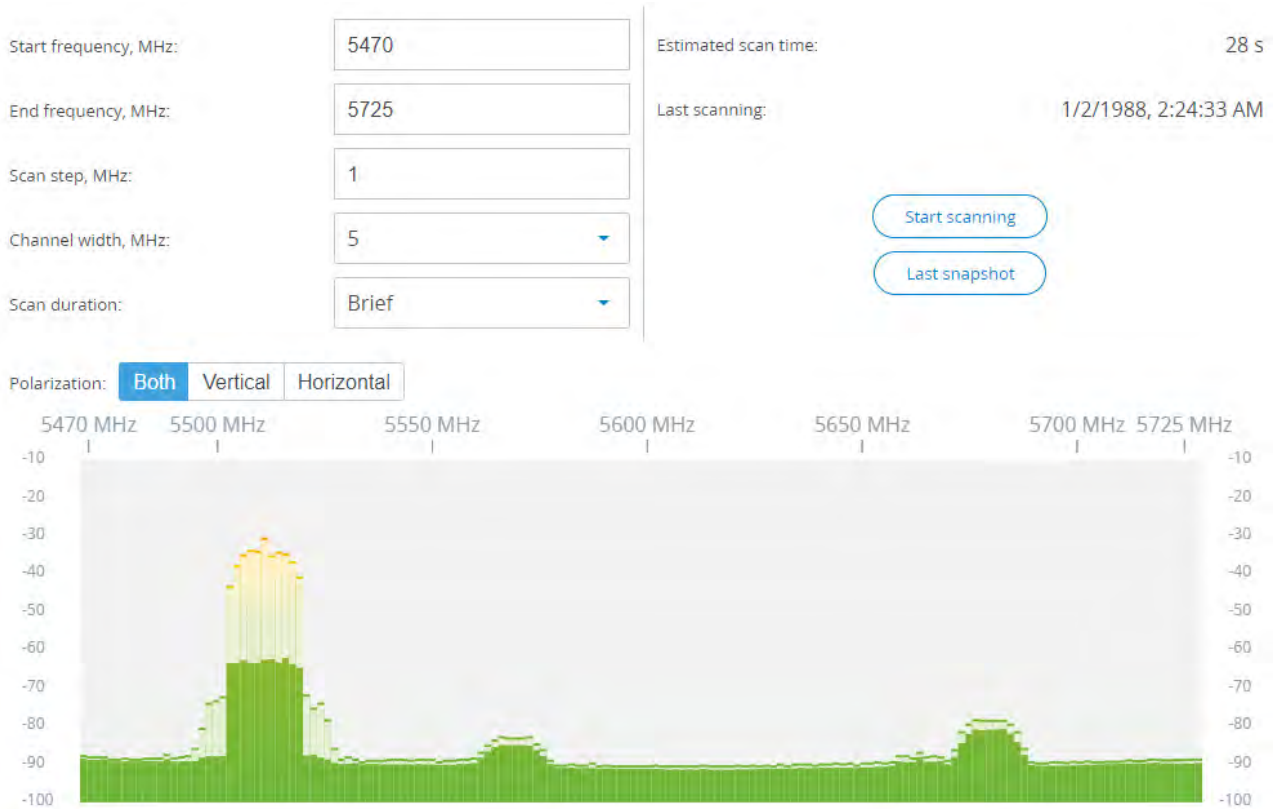 Start frequency, MHz: 5470 Estimated scan time: 28 s
End frequency, MHz: 5725 Last scanning: 1/2/1988, 2:24:33 AM
Scan step, MHz: 1
Start scanning
Channel width, MHz: 5
Last snapshot
Scan duration: Brief
Polarization: Both Vertical Horizontal
5470 MHz 5500 MHz 5550 MHz 5600 MHz 5650 MHz 5700 MHz 5725 MHz
-10 -10
-20 -20
-30 -30
-40 -40
-50 -50
-60 -60
-70 -70
-80 -80
-90 -90
-100 -100